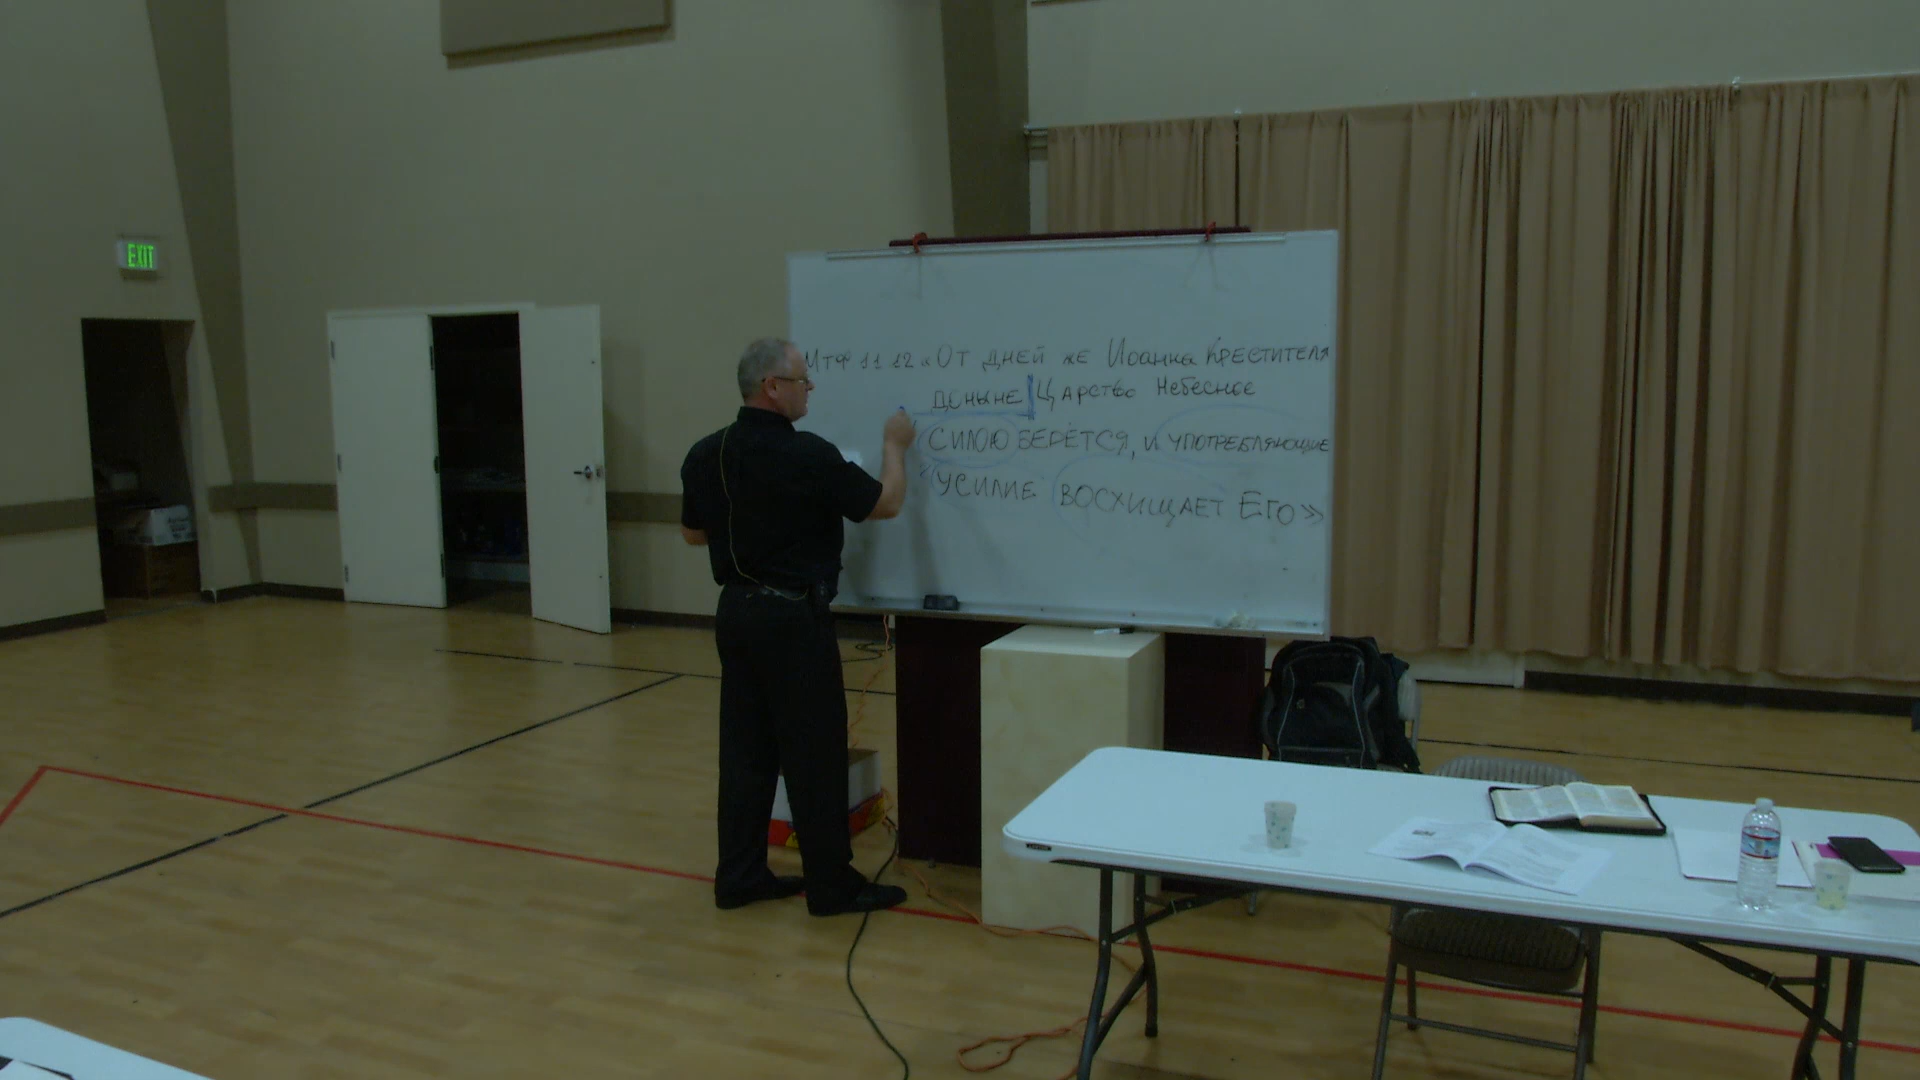 EXIT
Мтф 11 12 «От дней же Иоанна Крестителя
доныне Царство Небесное
СИЛОЮ БЕРЁТСЯ, И УПОТРЕБЛЯЮЩИЕ
УСИЛИЕ ВОСХИЩАЕТ ЕГО»